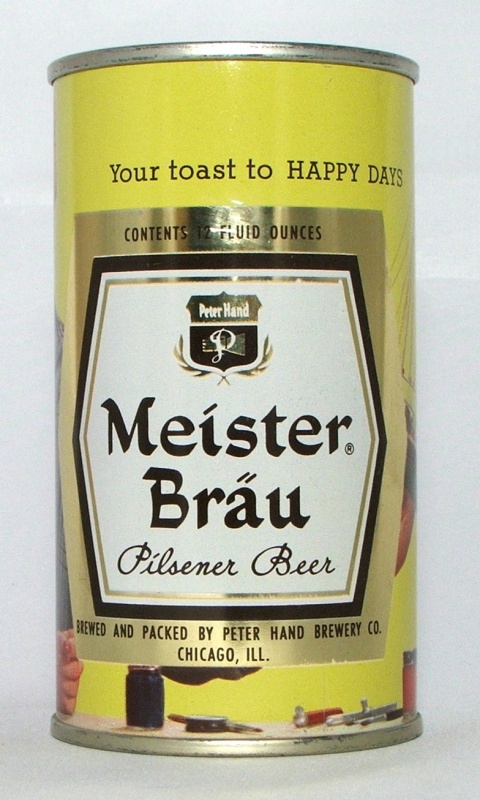 Your toast to HAPPY DAYS
CONTENTS 12 FLUID OUNCES
Peter Hand
P
Meister®
Bräu
Pilsener Beer
BREWED AND PACKED BY PETER HAND BREWERY CO.
CHICAGO, ILL.